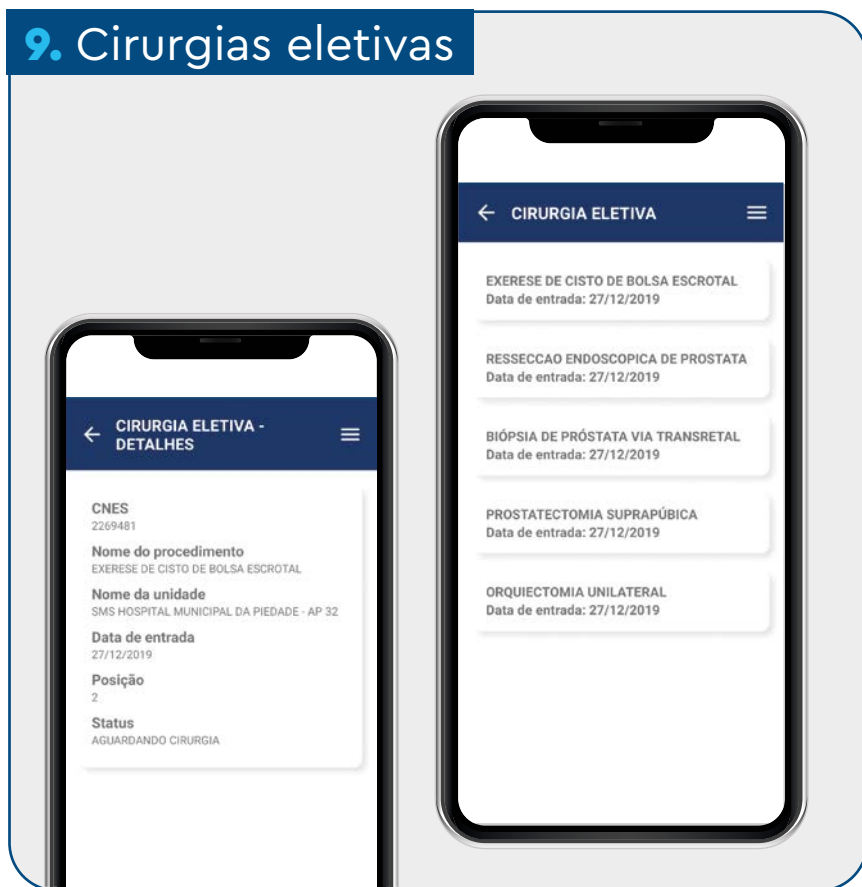 9. Cirurgias eletivas
CIRURGIA ELETIVA
EXERESE DE CISTO DE BOLSA ESCROTAL
Data de entrada: 27/12/2019
RESSECCAO ENDOSCOPICA DE PROSTATA
Data de entrada: 27/12/2019
BIÓPSIA DE PRÓSTATA VIA TRANSRETAL
Data de entrada: 27/12/2019
PROSTATECTOMIA SUPRAPÚBICA
Data de entrada: 27/12/2019
ORQUIECTOMIA UNILATERAL
Data de entrada: 27/12/2019
CIRURGIA ELETIVA -
DETALHES
CNES
2269481
Nome do procedimento
EXERESE DE CISTO DE BOLSA ESCROTAL
Nome da unidade
SMS HOSPITAL MUNICIPAL DA PIEDADE - AP 32
Data de entrada
27/12/2019
Posição
2
Status
AGUARDANDO CIRURGIA